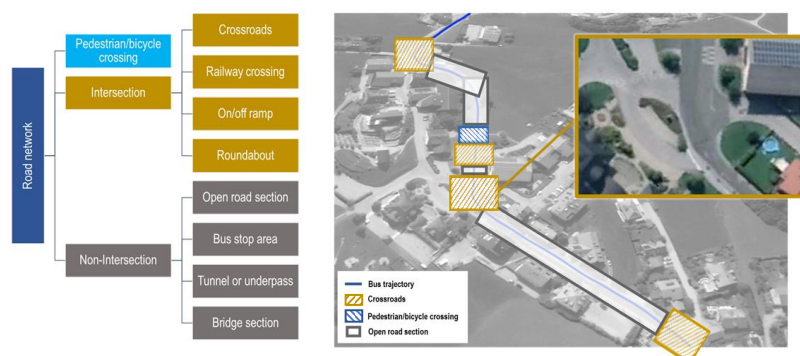 Road network
Pedestrian/bicycle
crossing
Intersection
Non-Intersection
Crossroads
Railway crossing
On/off ramp
Roundabout
Open road section
Bus stop area
Tunnel or underpass
Bridge section
Bus trajectory
Crossroads
Pedestrian/bicycle crossing
Open road section